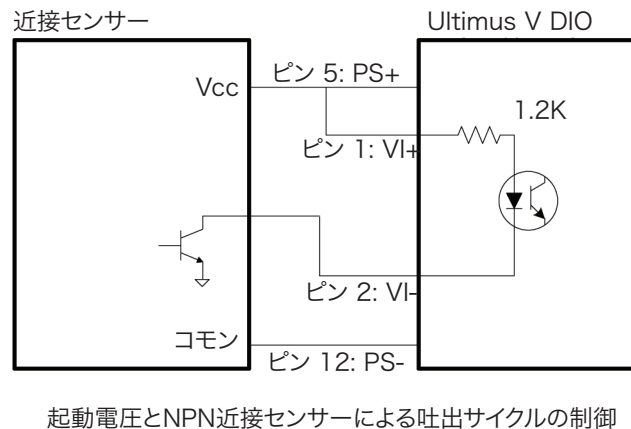 近接センサー
Ultimus V DIO
Vcc
ピン 5: PS+
1.2K
ピン 1: VI+
ピン 2: VI-
コモン
ピン 12: PS-
起動電圧とNPN近接センサーによる吐出サイクルの制御